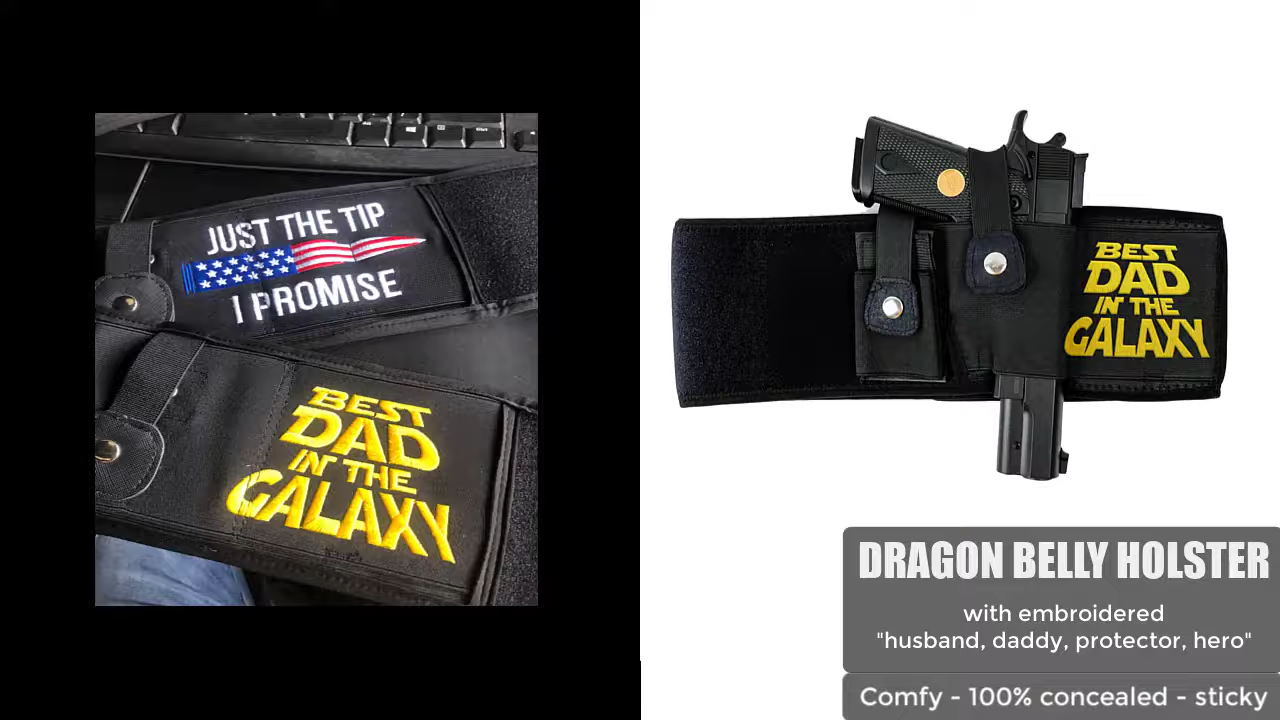 JUST THE TIP
I PROMISE
BEST
DAD
IN THE
GALAXY
BEST
DAD
IN THE
GALAXY
DRAGON BELLY HOLSTER
with embroidered
"husband, daddy, protector, hero"
Comfy - 100% concealed - sticky